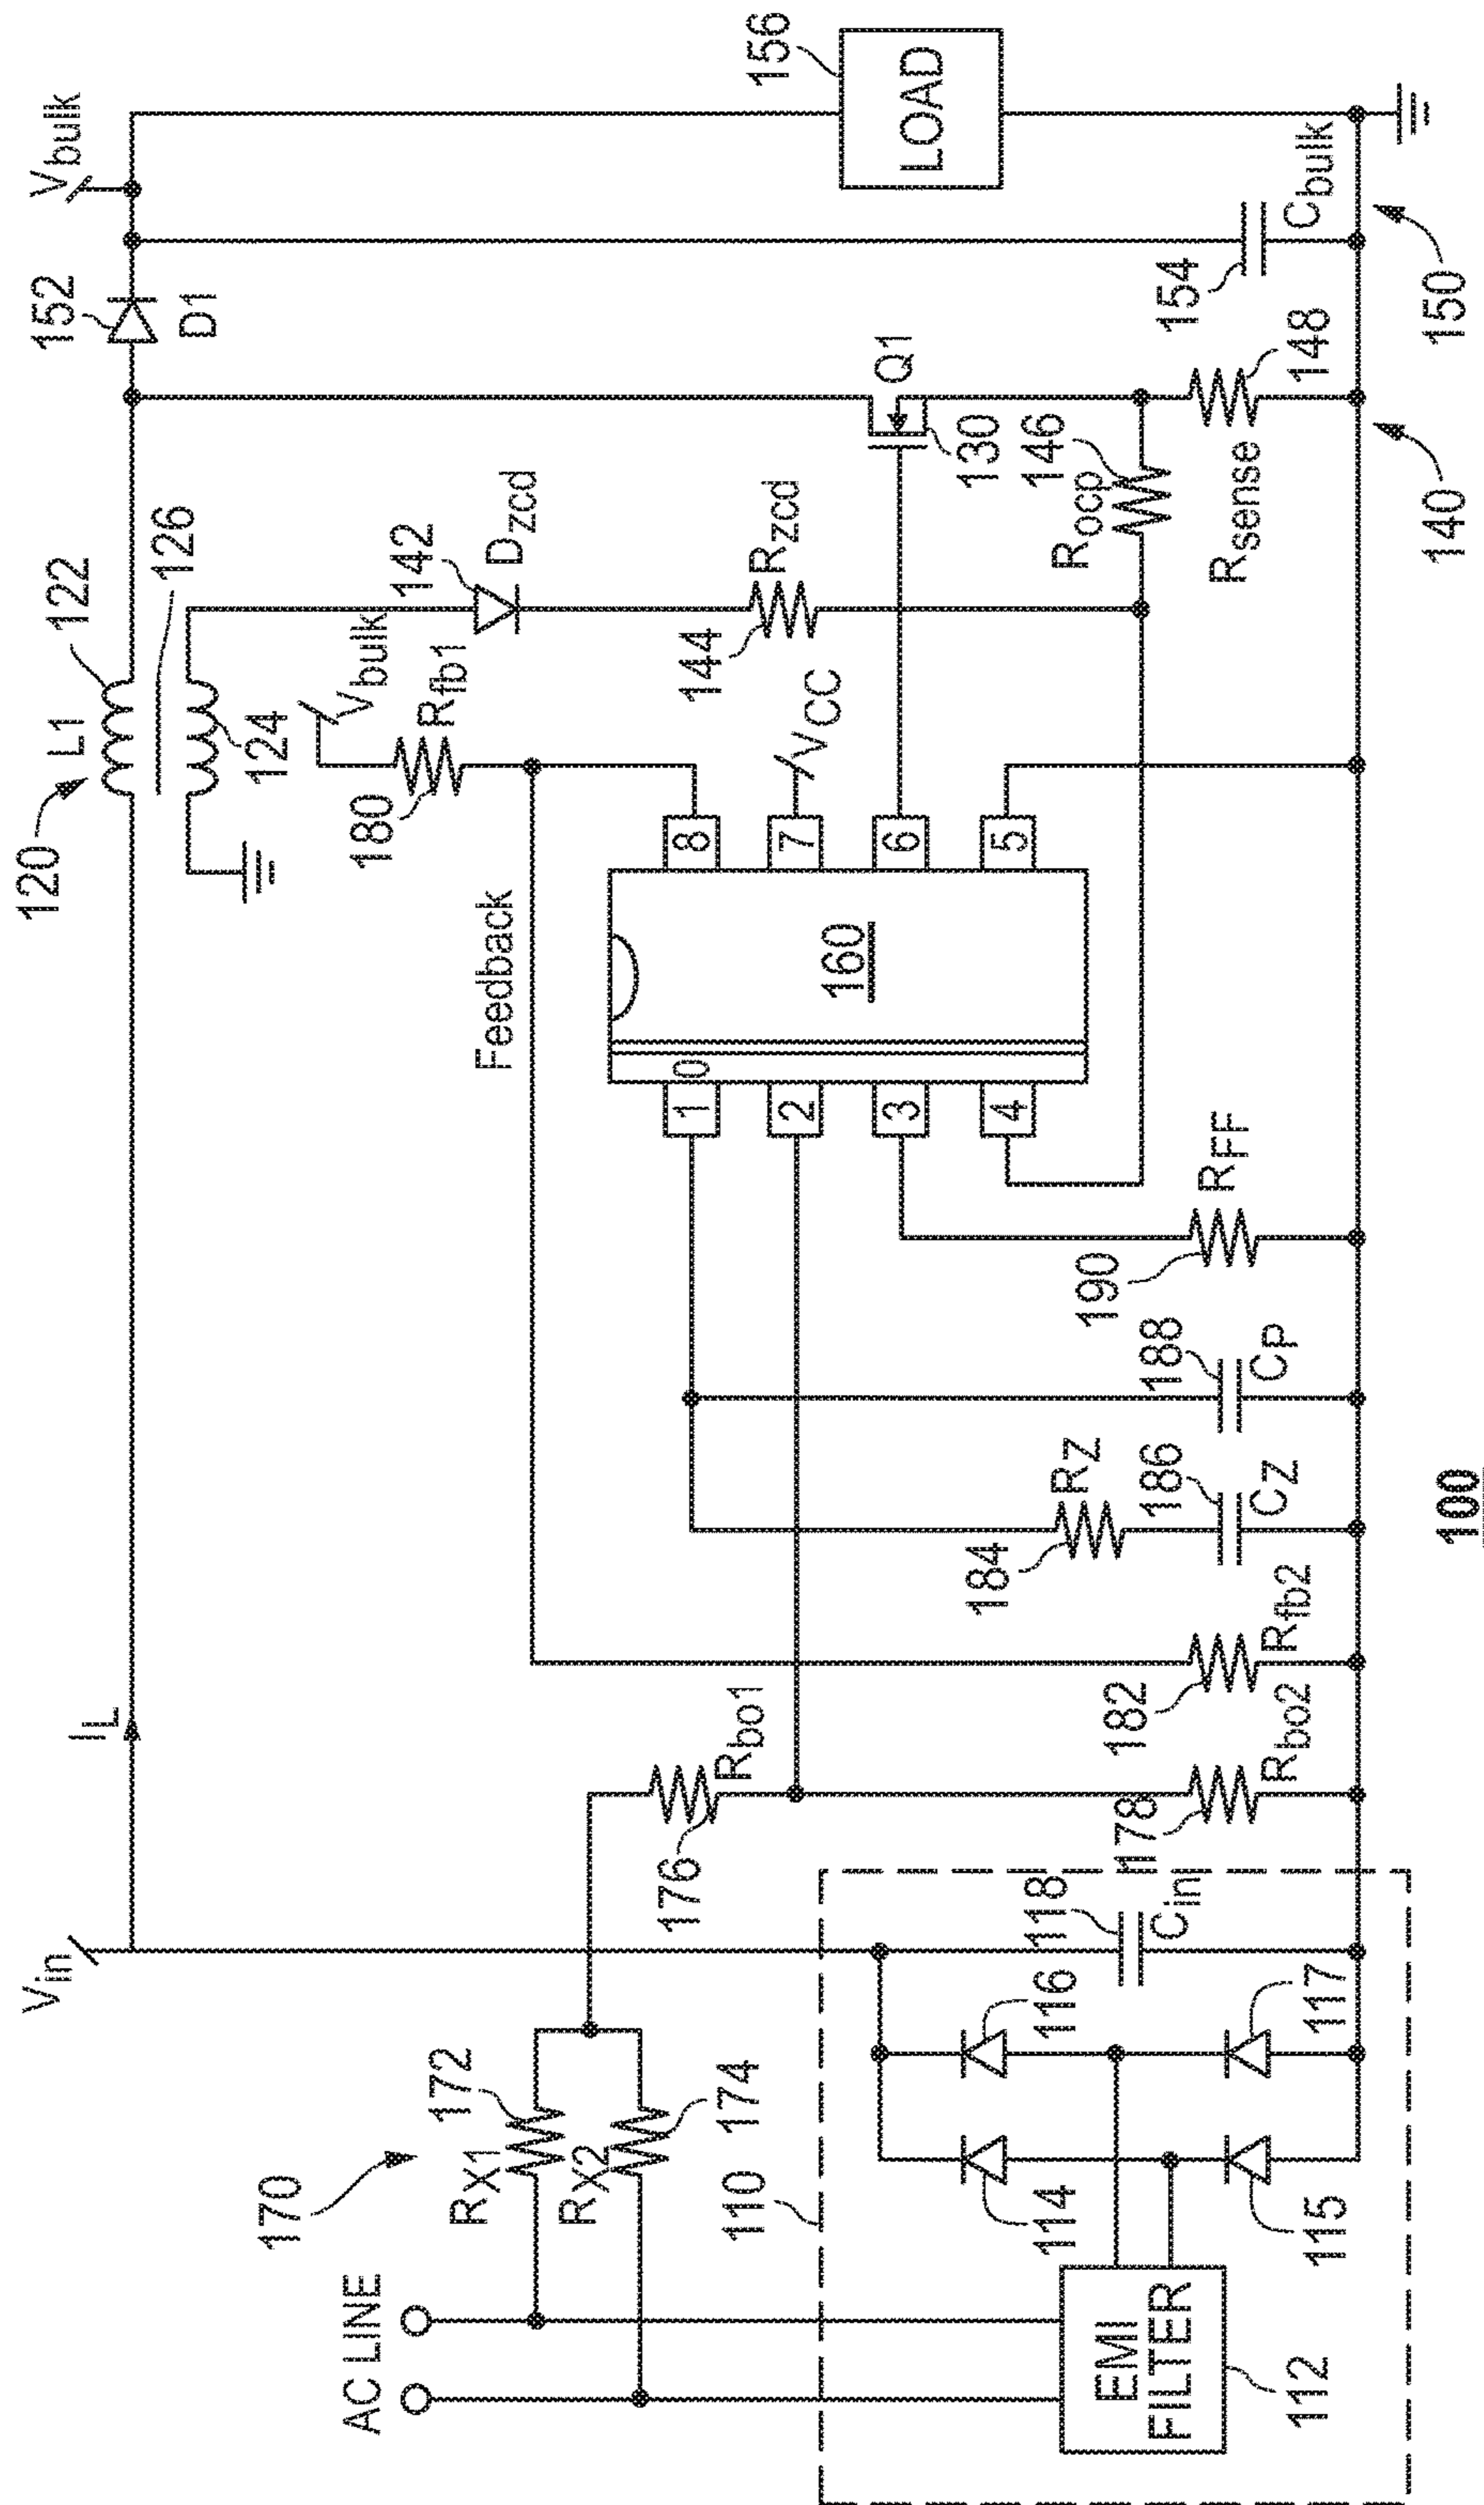 AC LINE
170
RX1
172
RX2
174
110
EMI
FILTER
112
114
115
116
117
118
Cin
Vin
IL
176
Rbo1
178
Rbo2
182
Rfb2
184
RZ
186
CZ
188
CP
190
RFF
Feedback
160
1
0
2
3
4
5
6
7
8
VCC
180
Rfb1
Vbulk
120
L1
122
124
126
142
Dzcd
144
Rzcd
Rocp
146
130
Q1
Rsense
148
140
152
D1
Vbulk
154
Cbulk
150
156
LOAD
100